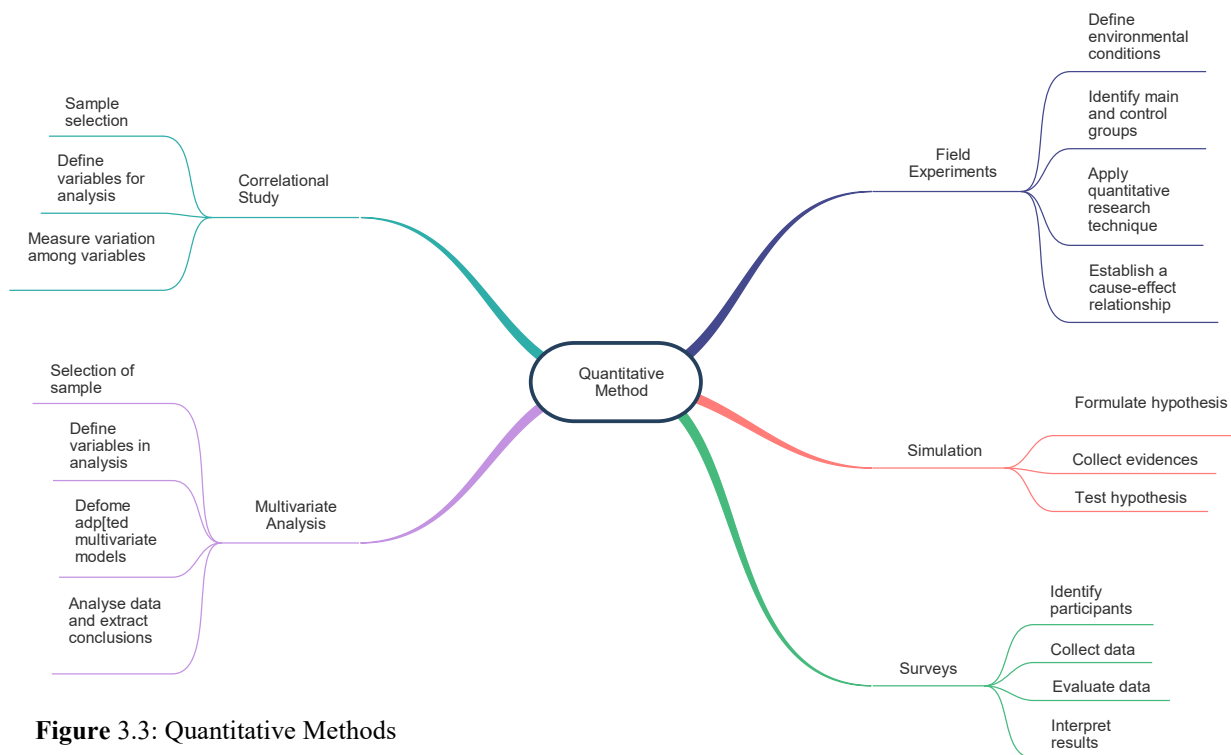 Quantitative
Method
Correlational
Study
Sample
selection
Define
variables for
analysis
Measure variation
among variables
Multivariate
Analysis
Selection of
sample
Define
variables in
analysis
Defome
adp[ted
multivariate
models
Analyse data
and extract
conclusions
Field
Experiments
Define
environmental
conditions
Identify main
and control
groups
Apply
quantitative
research
technique
Establish a
cause-effect
relationship
Simulation
Formulate hypothesis
Collect evidences
Test hypothesis
Surveys
Identify
participants
Collect data
Evaluate data
Interpret
results
Figure 3.3: Quantitative Methods